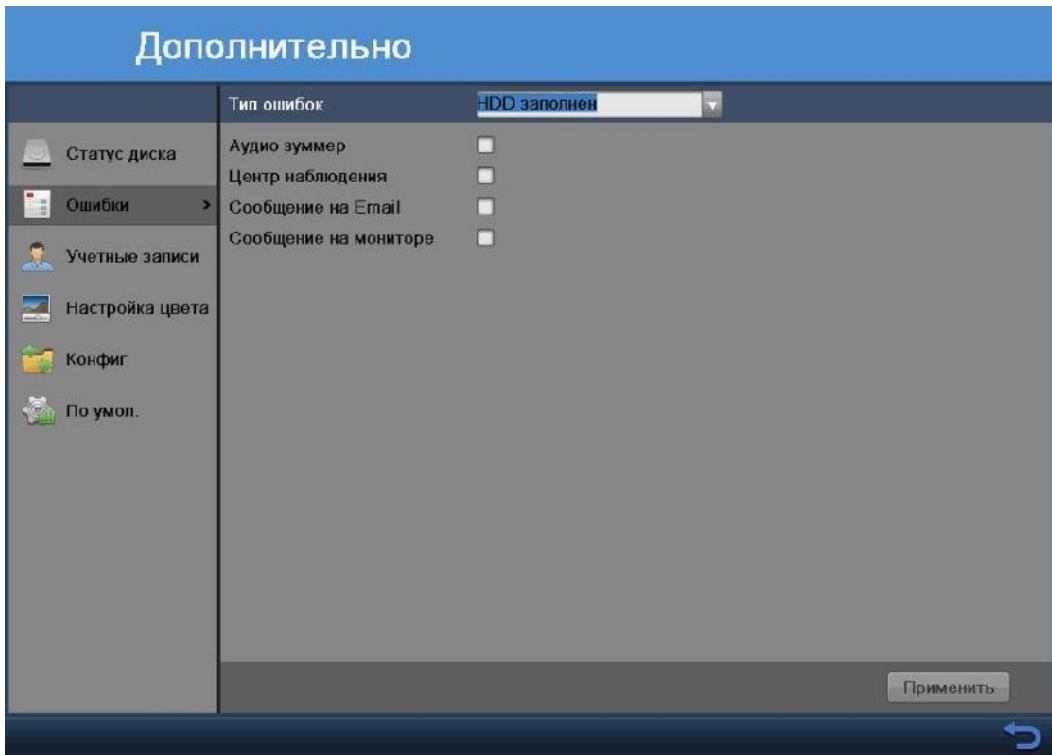 Дополнительно
Тип ошибок HDD заполнен
Статус диска
Ошибки >
Учетные записи
Настройка цвета
Конфиг
По умол.
Аудио зуммер
Центр наблюдения
Сообщение на Email
Сообщение на мониторе
Применить